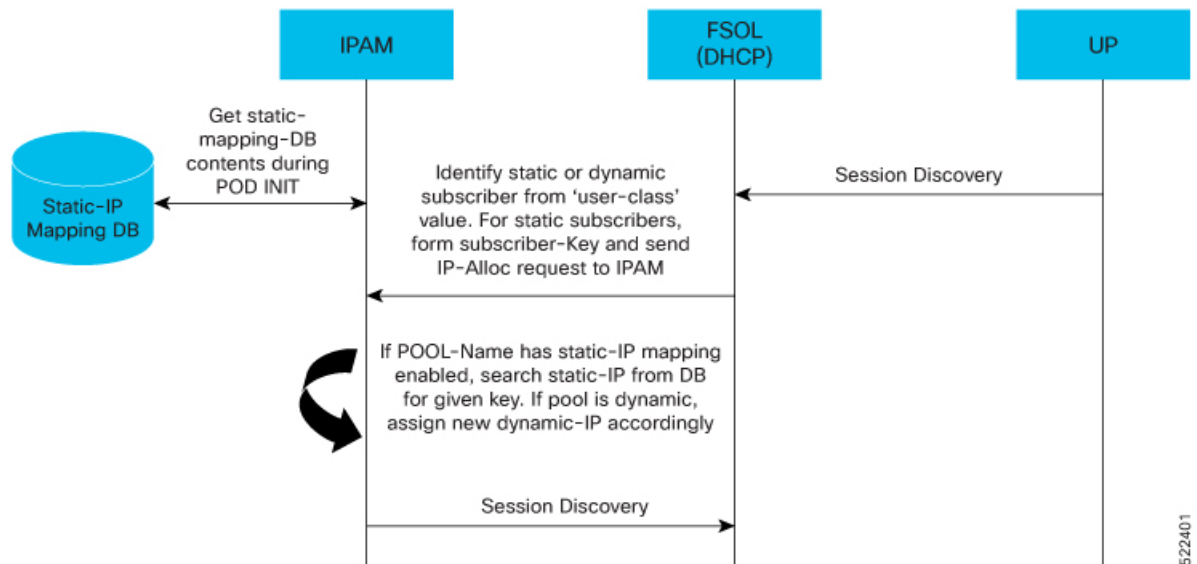 IPAM
FSOL
(DHCP)
UP
Get static-
mapping-DB
contents during
POD INIT
Static-IP
Mapping DB
Session Discovery
Identify static or dynamic
subscriber from ‘user-class’
value. For static subscribers,
form subscriber-Key and send
IP-Alloc request to IPAM
If POOL-Name has static-IP mapping
enabled, search static-IP from DB
for given key. If pool is dynamic,
assign new dynamic-IP accordingly
Session Discovery
522401